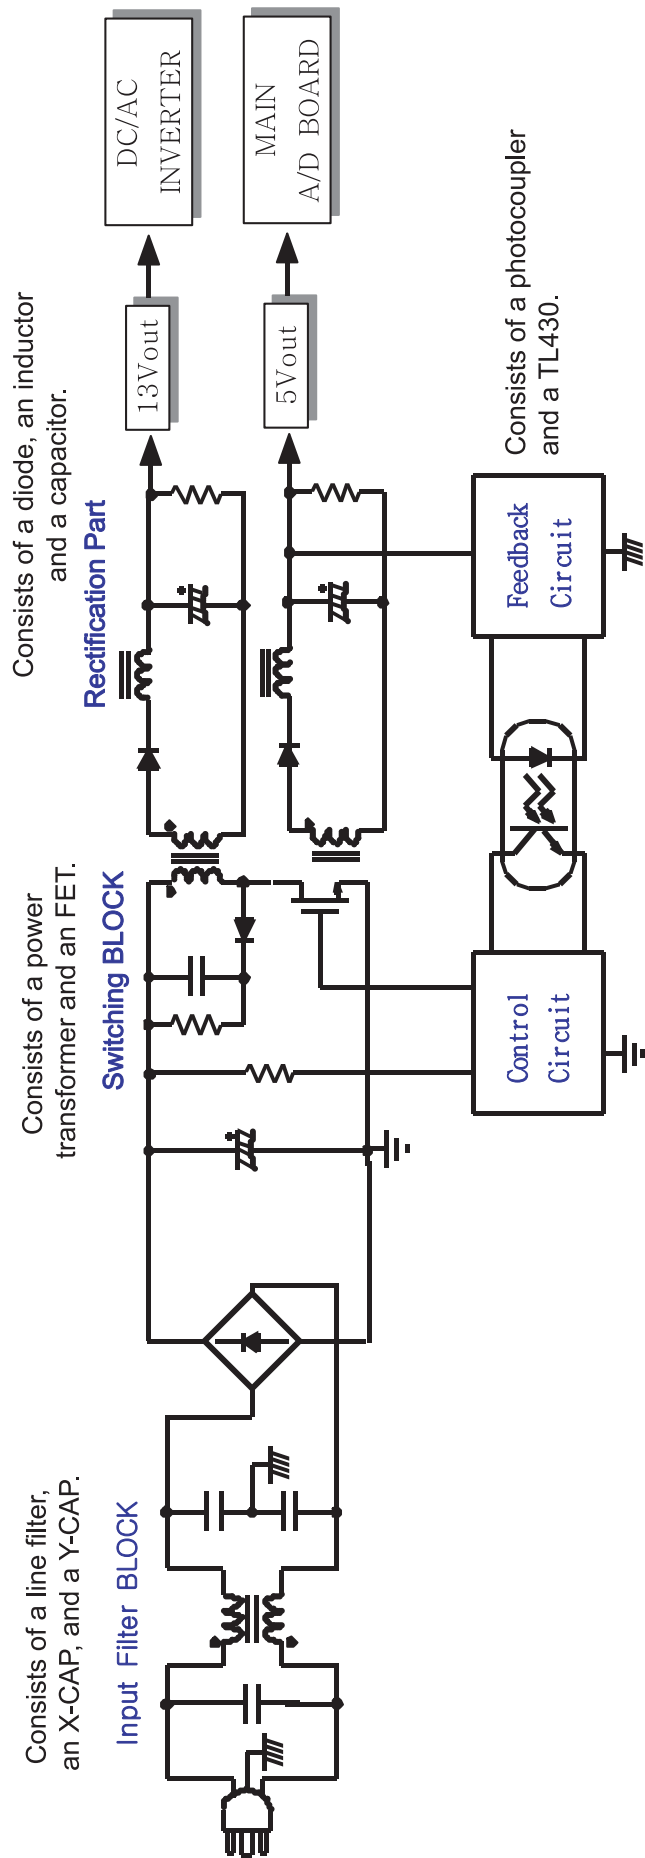 Consists of a line filter,
an X-CAP, and a Y-CAP.
Input Filter BLOCK
Consists of a power
transformer and an FET.
Switching BLOCK
Consists of a diode, an inductor
and a capacitor.
Rectification Part
13Vout
DC/AC
INVERTER
5Vout
MAIN
A/D BOARD
Control
Circuit
Feedback
Circuit
Consists of a photocoupler
and a TL430.